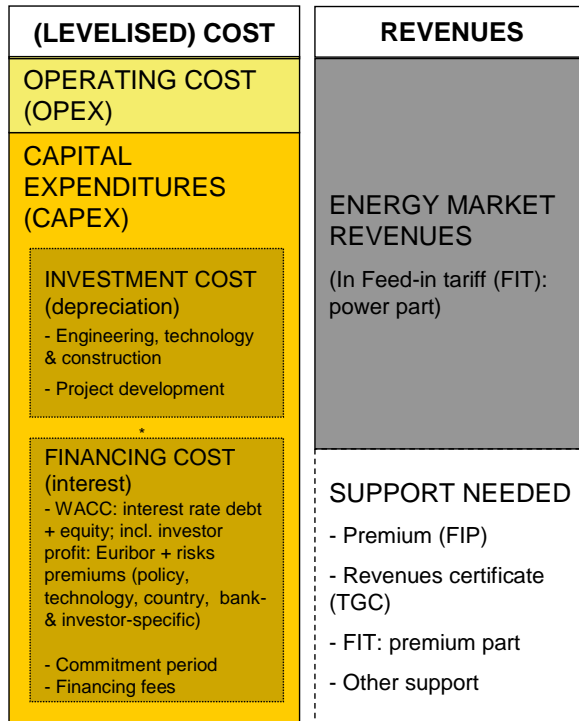 (LEVELISED) COST
OPERATING COST
(OPEX)
CAPITAL
EXPENDITURES
(CAPEX)
INVESTMENT COST
(depreciation)
- Engineering, technology
& construction
- Project development
*
FINANCING COST
(interest)
- WACC: interest rate debt
+ equity; incl. investor
profit: Euribor + risks
premiums (policy,
technology, country, bank-
& investor-specific)
- Commitment period
- Financing fees
REVENUES
ENERGY MARKET
REVENUES
(In Feed-in tariff (FIT):
power part)
SUPPORT NEEDED
- Premium (FIP)
- Revenues certificate
(TGC)
- FIT: premium part
- Other support